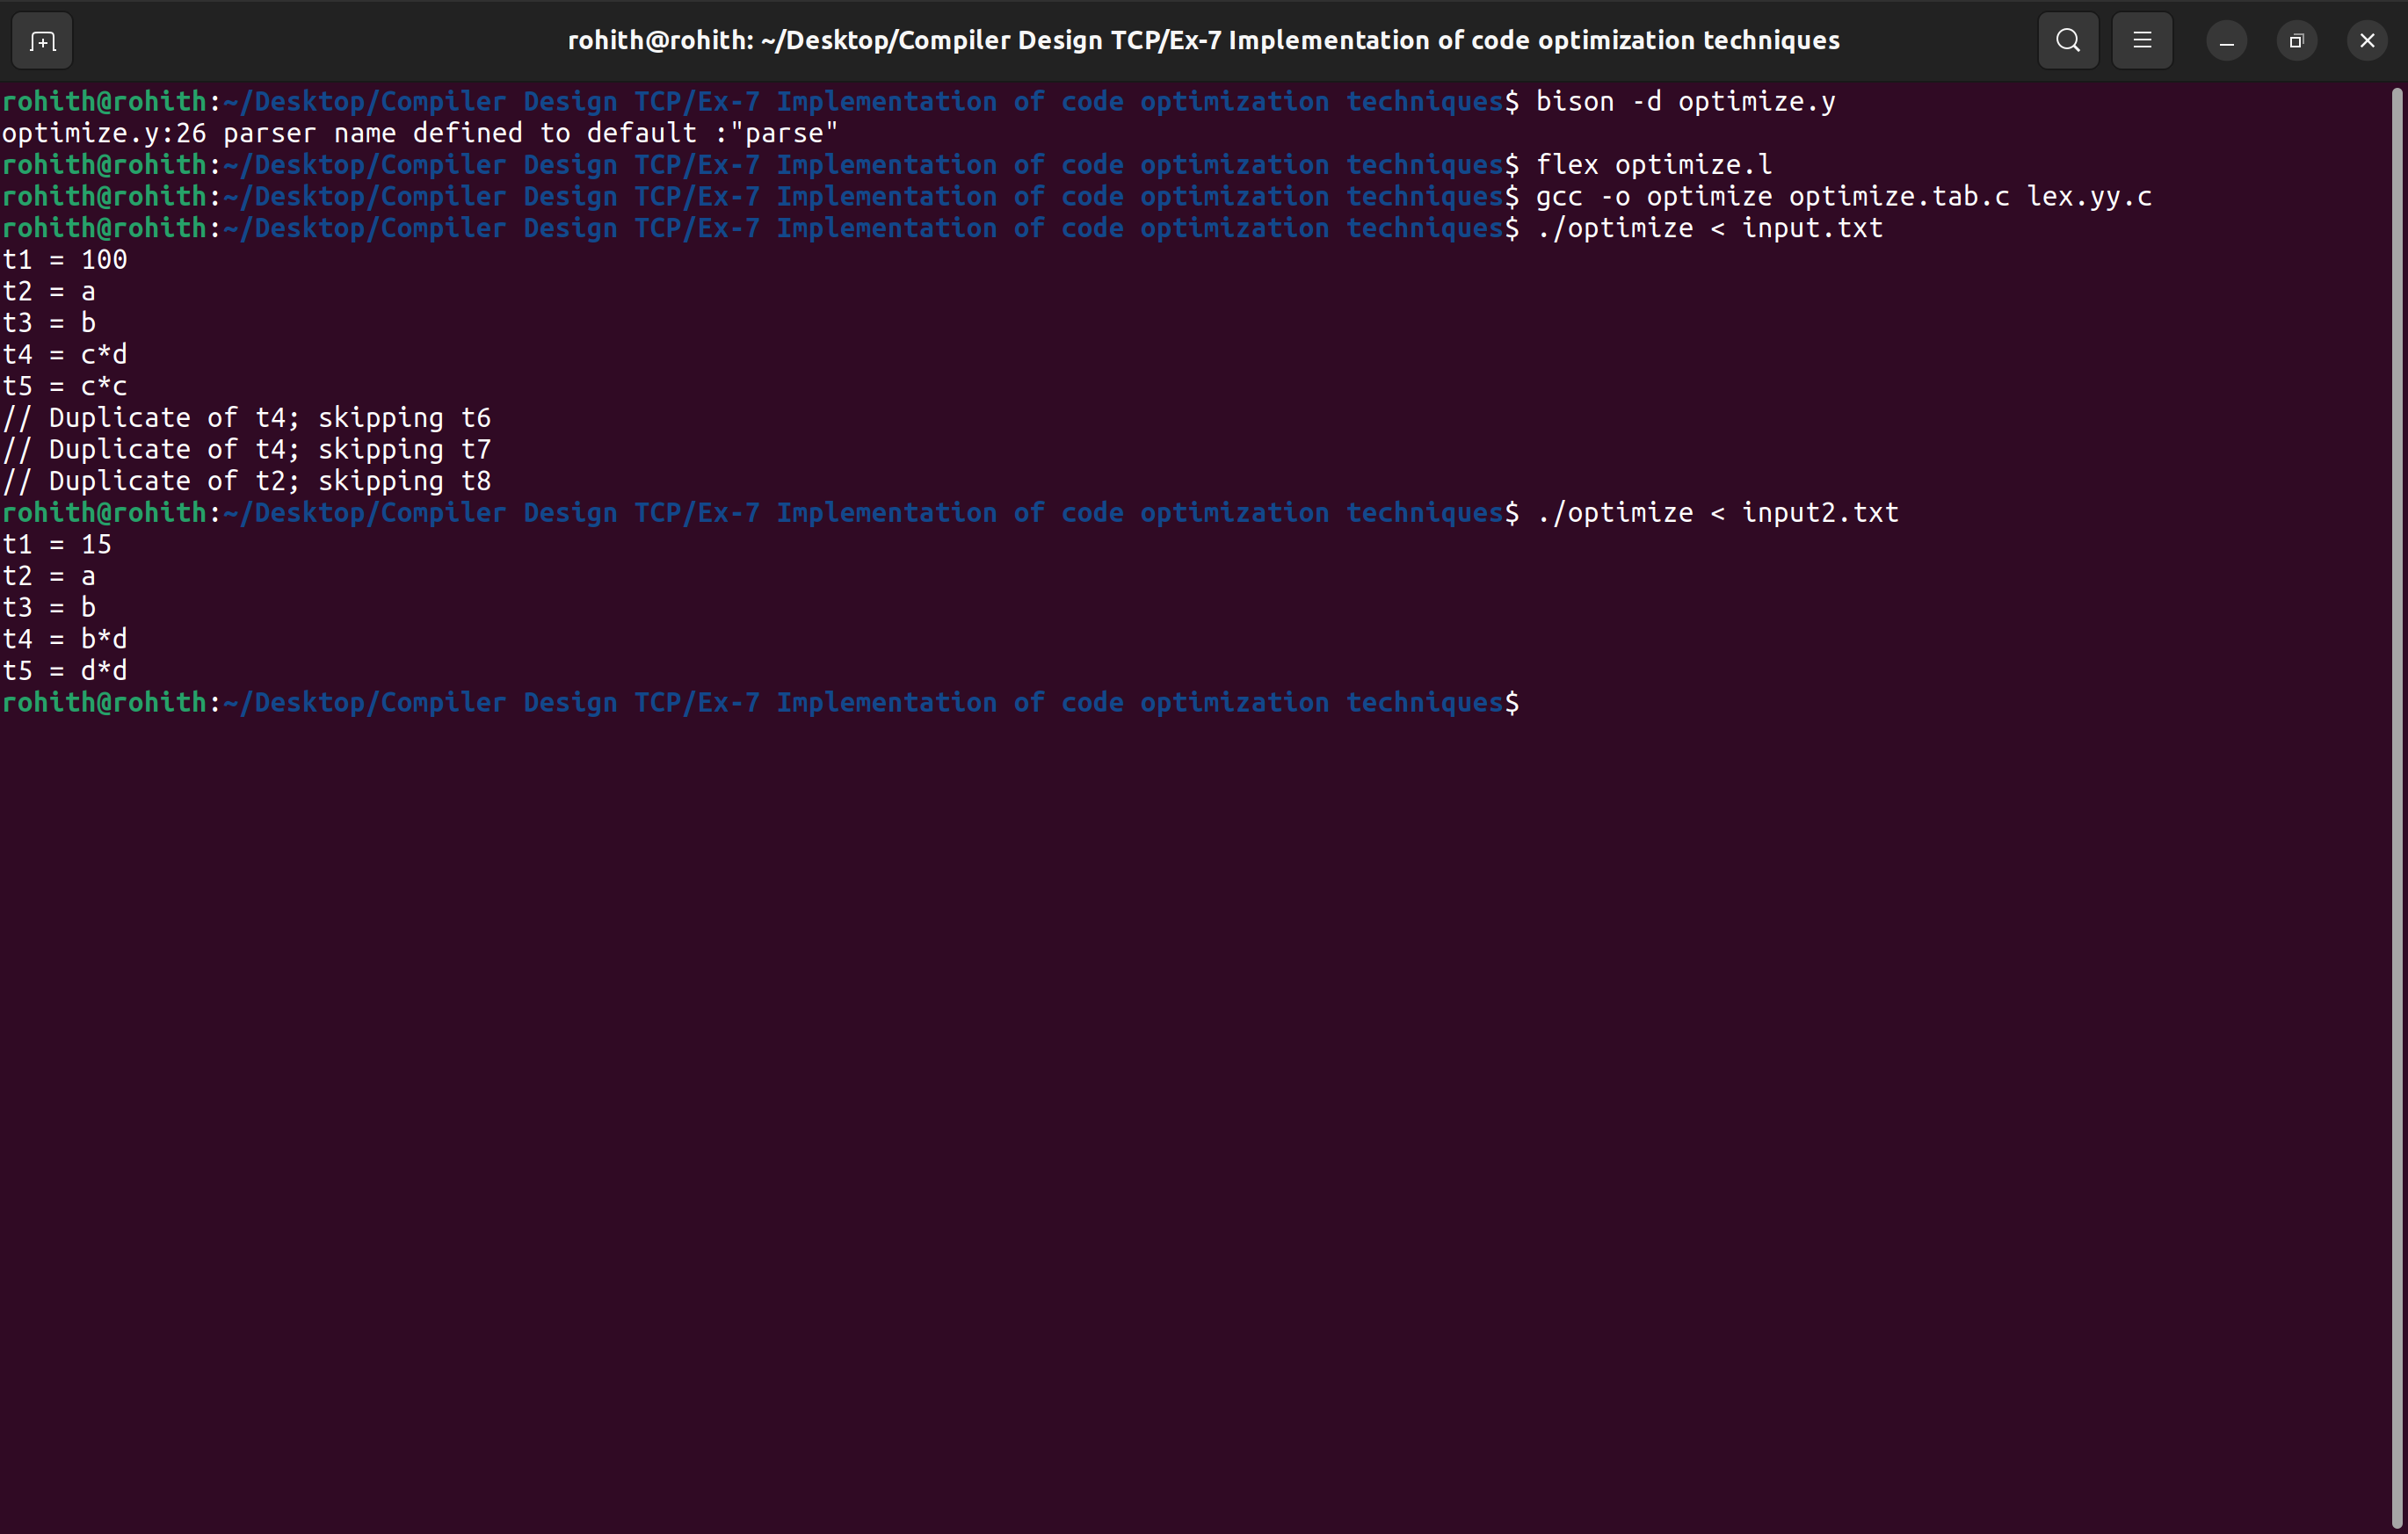 rohith@rohith: ~/Desktop/Compiler Design TCP/Ex-7 Implementation of code optimization techniques
rohith@rohith:~/Desktop/Compiler Design TCP/Ex-7 Implementation of code optimization techniques$ bison -d optimize.y
optimize.y:26 parser name defined to default :"parse"
rohith@rohith:~/Desktop/Compiler Design TCP/Ex-7 Implementation of code optimization techniques$ flex optimize.l
rohith@rohith:~/Desktop/Compiler Design TCP/Ex-7 Implementation of code optimization techniques$ gcc -o optimize optimize.tab.c lex.yy.c
rohith@rohith:~/Desktop/Compiler Design TCP/Ex-7 Implementation of code optimization techniques$ ./optimize < input.txt
t1 = 100
t2 = a
t3 = b
t4 = c*d
t5 = c*c
// Duplicate of t4; skipping t6
// Duplicate of t4; skipping t7
// Duplicate of t2; skipping t8
rohith@rohith:~/Desktop/Compiler Design TCP/Ex-7 Implementation of code optimization techniques$ ./optimize < input2.txt
t1 = 15
t2 = a
t3 = b
t4 = b*d
t5 = d*d
rohith@rohith:~/Desktop/Compiler Design TCP/Ex-7 Implementation of code optimization techniques$